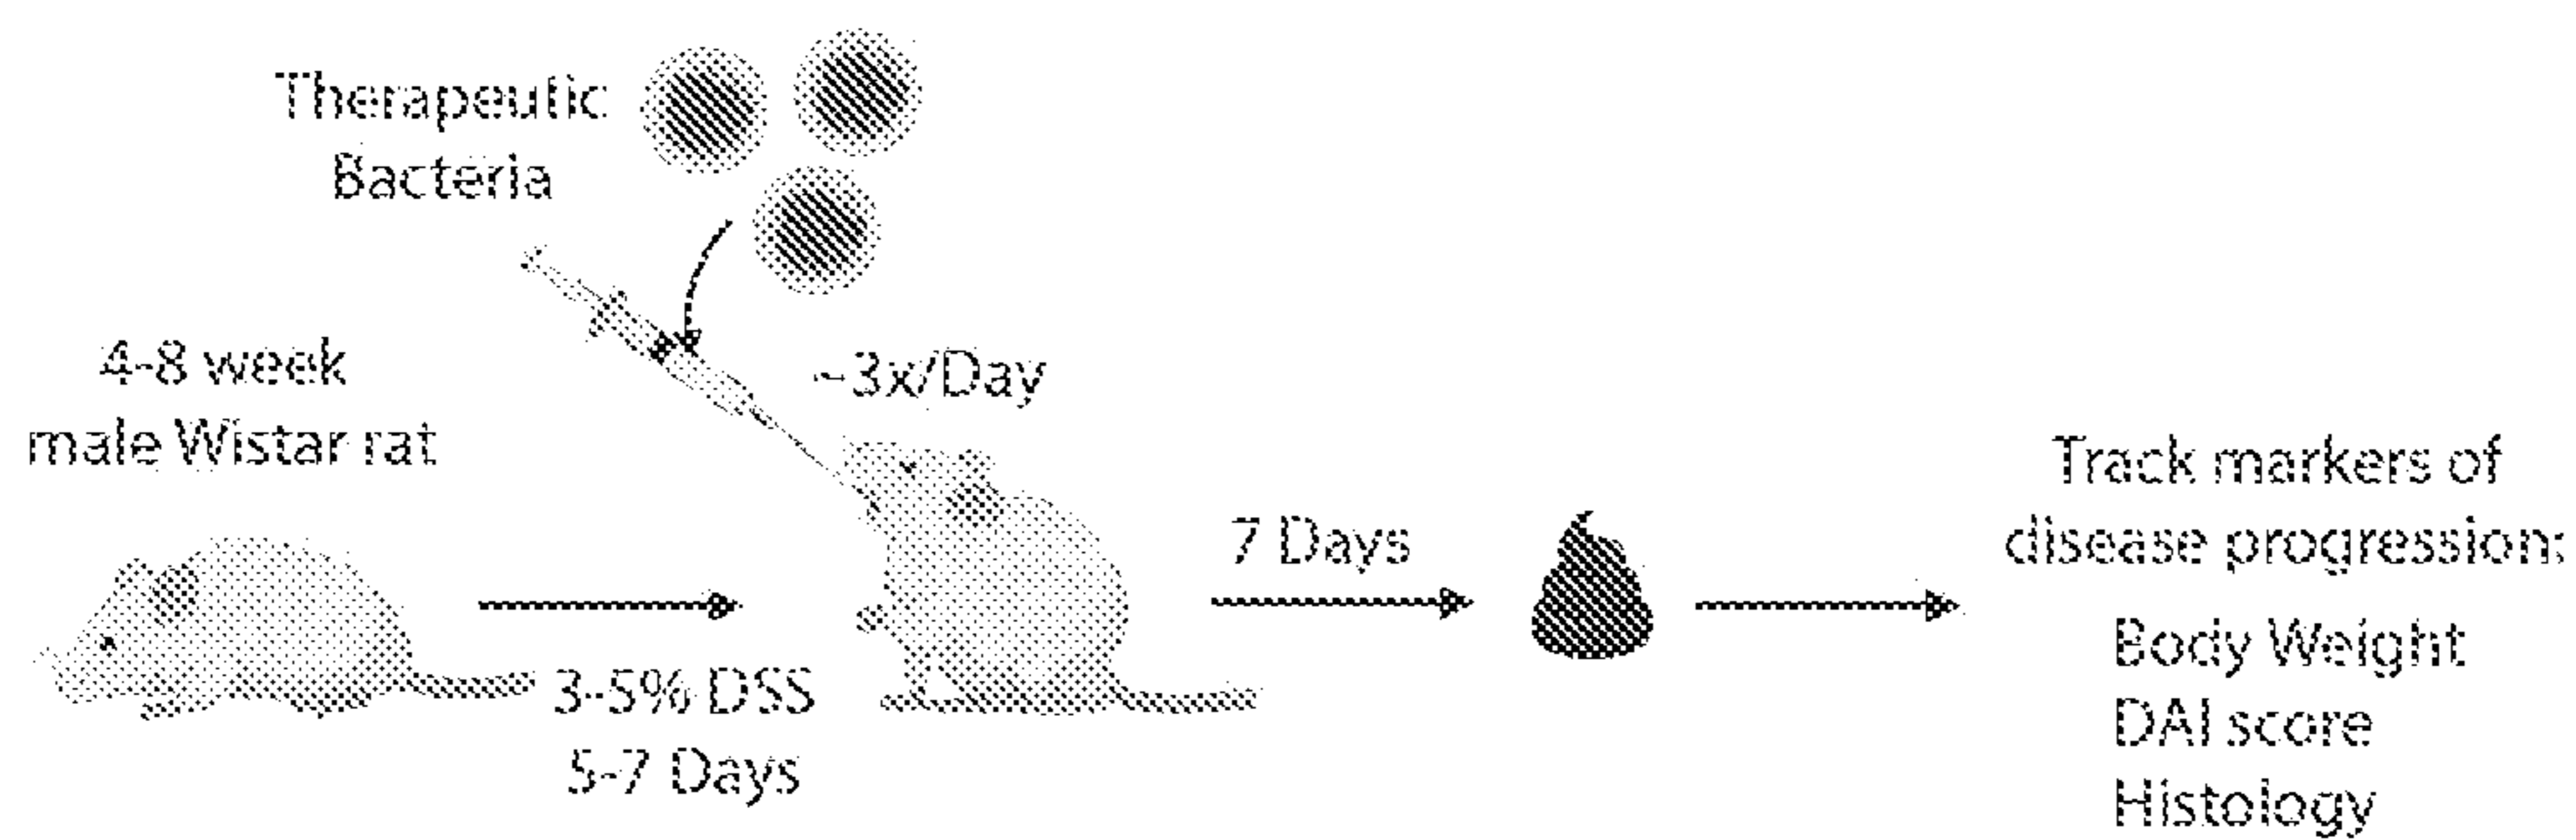 Therapeutic
Bacteria
4-8 week
male Wistar rat
~3x/Day
3-5% DSS
5-7 Days
7 Days
Track markers of
disease progression:
Body Weight
DAI score
Histology